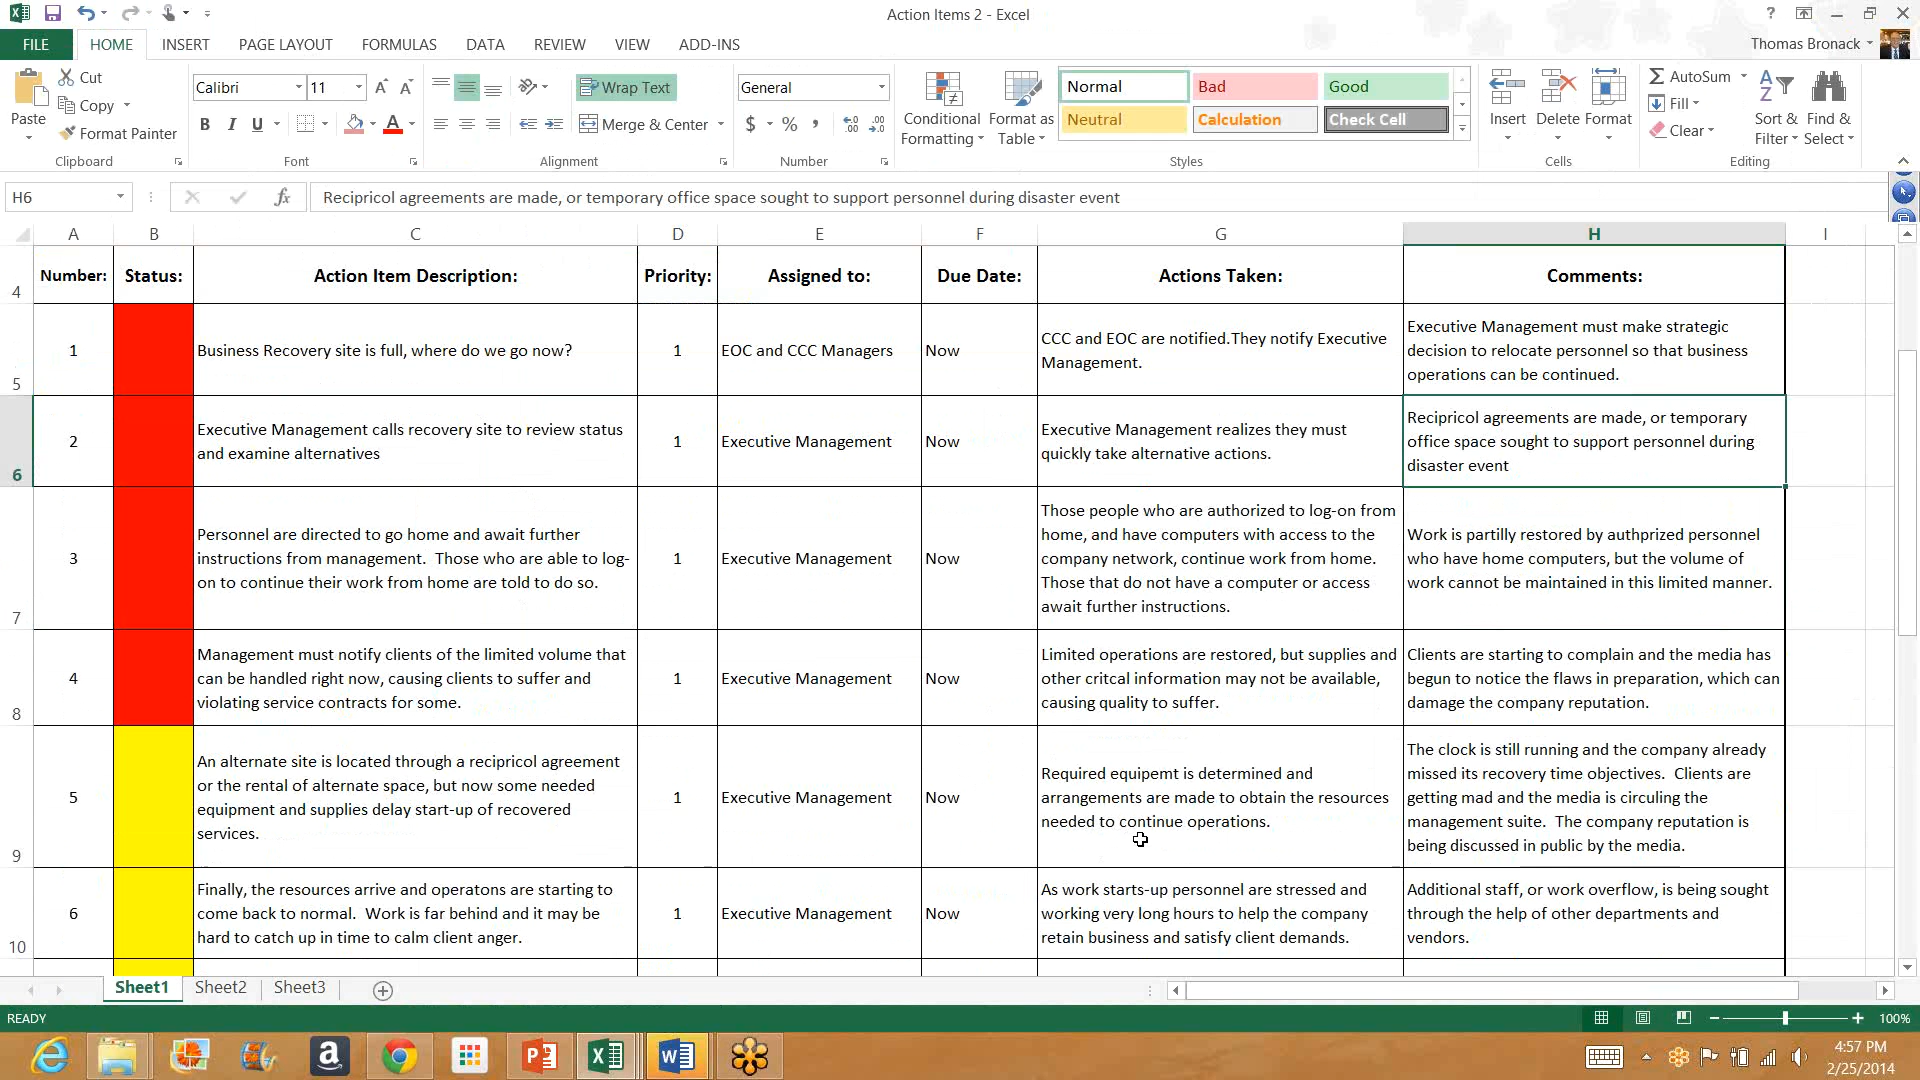 Action Items 2 - Excel
?
FILE HOME INSERT PAGE LAYOUT FORMULAS DATA REVIEW VIEW ADD-INS
Thomas Bronack
Paste
Cut
Copy
Format Painter
Clipboard
Calibri 11
B I U
Font
Wrap Text
Merge & Center
Alignment
General
$ % ,
Number
Conditional Formatting
Format as Table
Normal Bad Good
Neutral Calculation Check Cell
Styles
Insert Delete Format
Cells
AutoSum
Fill
Clear
Sort & Filter
Find & Select
Editing
H6
fx
Recipricol agreements are made, or temporary office space sought to support personnel during disaster event
A B C D E F G H I
4
Number: Status: Action Item Description: Priority: Assigned to: Due Date: Actions Taken: Comments:
5
1
Business Recovery site is full, where do we go now?
1
EOC and CCC Managers
Now
CCC and EOC are notified.They notify Executive
Management.
Executive Management must make strategic
decision to relocate personnel so that business
operations can be continued.
6
2
Executive Management calls recovery site to review status
and examine alternatives
1
Executive Management
Now
Executive Management realizes they must
quickly take alternative actions.
Recipricol agreements are made, or temporary
office space sought to support personnel during
disaster event
7
3
Personnel are directed to go home and await further
instructions from management.  Those who are able to log-
on to continue their work from home are told to do so.
1
Executive Management
Now
Those people who are authorized to log-on from
home, and have computers with access to the
company network, continue work from home.
Those that do not have a computer or access
await further instructions.
Work is partilly restored by authprized personnel
who have home computers, but the volume of
work cannot be maintained in this limited manner.
8
4
Management must notify clients of the limited volume that
can be handled right now, causing clients to suffer and
violating service contracts for some.
1
Executive Management
Now
Limited operations are restored, but supplies and
other critcal information may not be available,
causing quality to suffer.
Clients are starting to complain and the media has
begun to notice the flaws in preparation, which can
damage the company reputation.
9
5
An alternate site is located through a recipricol agreement
or the rental of alternate space, but now some needed
equipment and supplies delay start-up of recovered
services.
1
Executive Management
Now
Required equipemt is determined and
arrangements are made to obtain the resources
needed to continue operations.
The clock is still running and the company already
missed its recovery time objectives.  Clients are
getting mad and the media is circuling the
management suite.  The company reputation is
being discussed in public by the media.
10
6
Finally, the resources arrive and operatons are starting to
come back to normal.  Work is far behind and it may be
hard to catch up in time to calm client anger.
1
Executive Management
Now
As work starts-up personnel are stressed and
working very long hours to help the company
retain business and satisfy client demands.
Additional staff, or work overflow, is being sought
through the help of other departments and
vendors.
Sheet1 Sheet2 Sheet3
READY
100%
4:57 PM
2/25/2014